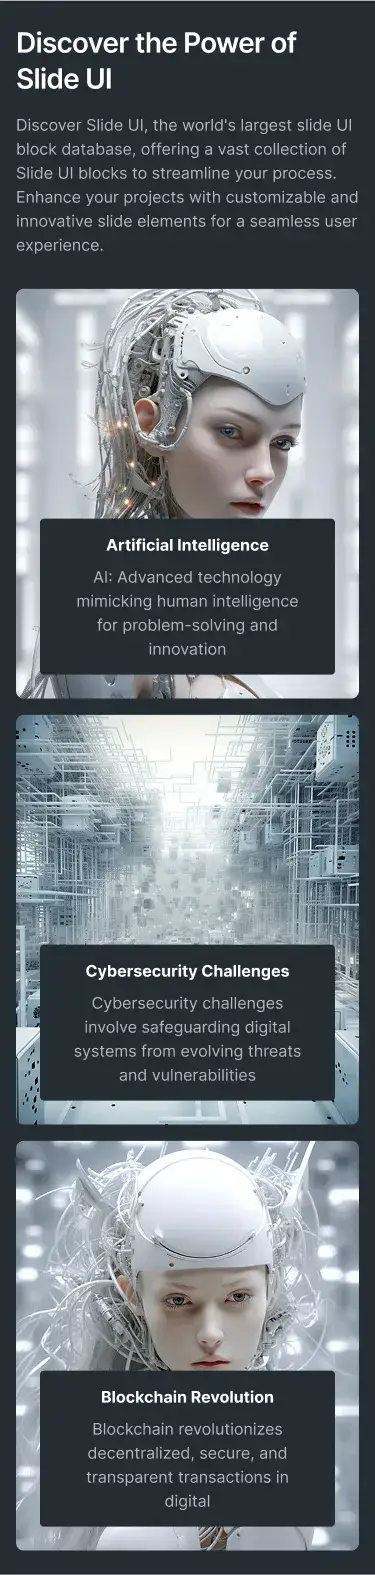 Discover the Power of
Slide UI
Discover Slide UI, the world's largest slide UI
block database, offering a vast collection of
Slide UI blocks to streamline your process.
Enhance your projects with customizable and
innovative slide elements for a seamless user
experience.
Artificial Intelligence
AI: Advanced technology
mimicking human intelligence
for problem-solving and
innovation
Cybersecurity Challenges
Cybersecurity challenges
involve safeguarding digital
systems from evolving threats
and vulnerabilities
Blockchain Revolution
Blockchain revolutionizes
decentralized, secure, and
transparent transactions in
digital